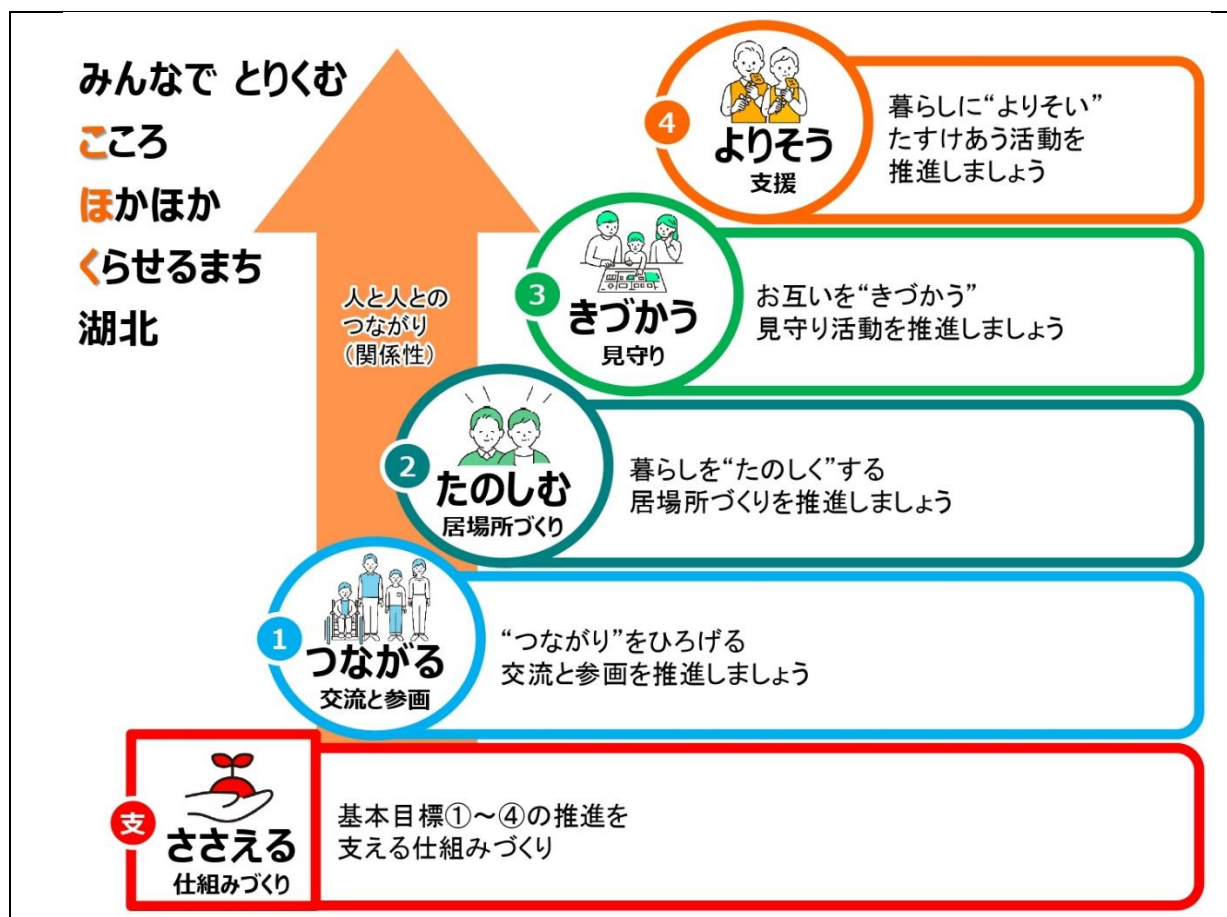 みんなで とりくむ
こころ
ほかほか
くらせるまち
湖北
人と人との
つながり
（関係性）
4
よりそう
支援
暮らしに“よりそい”
たすけあう活動を
推進しましょう
3
きづかう
見守り
お互いを“きづかう”
見守り活動を推進しましょう
2
たのしむ
居場所づくり
暮らしを“たのしく”する
居場所づくりを推進しましょう
1
つながる
交流と参画
“つながり”をひろげる
交流と参画を推進しましょう
支
ささえる
仕組みづくり
基本目標①～④の推進を
支える仕組みづくり